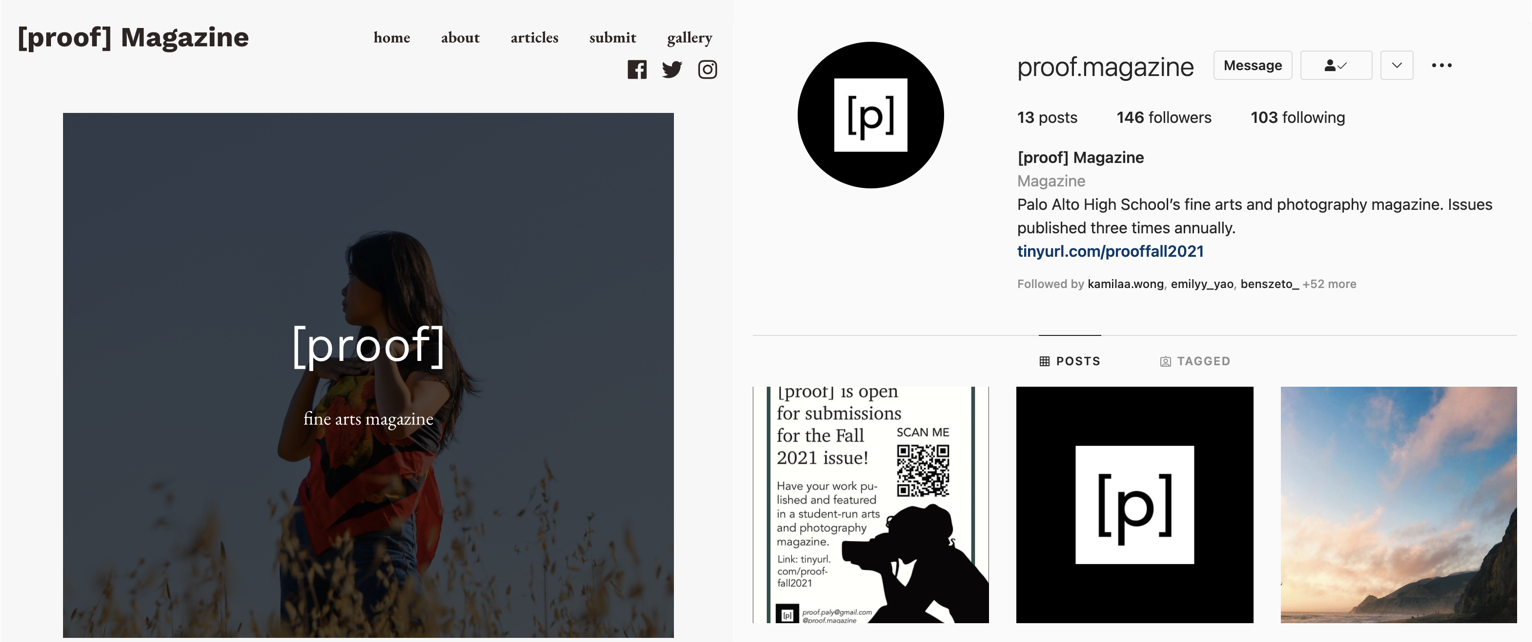 [proof] Magazine
home about articles submit gallery
[proof]
fine arts magazine
[p]
proof.magazine Message
13 posts 146 followers 103 following
[proof] Magazine
Magazine
Palo Alto High School's fine arts and photography magazine. Issues
published three times annually.
tinyurl.com/prooffall2021
Followed by kamilaa.wong, emilyy_yao, benszeto_ +52 more
POSTS TAGGED
[proof] is open
for submissions
for the Fall
2021 issue!
SCAN ME
Have your work pu-
lished and featured
in a student-run arts
and photography
magazine.
Link: tinyurl.
com/proof-
fall2021
[p]
proof.paly@gmail.com
@proof.magazine
[p]